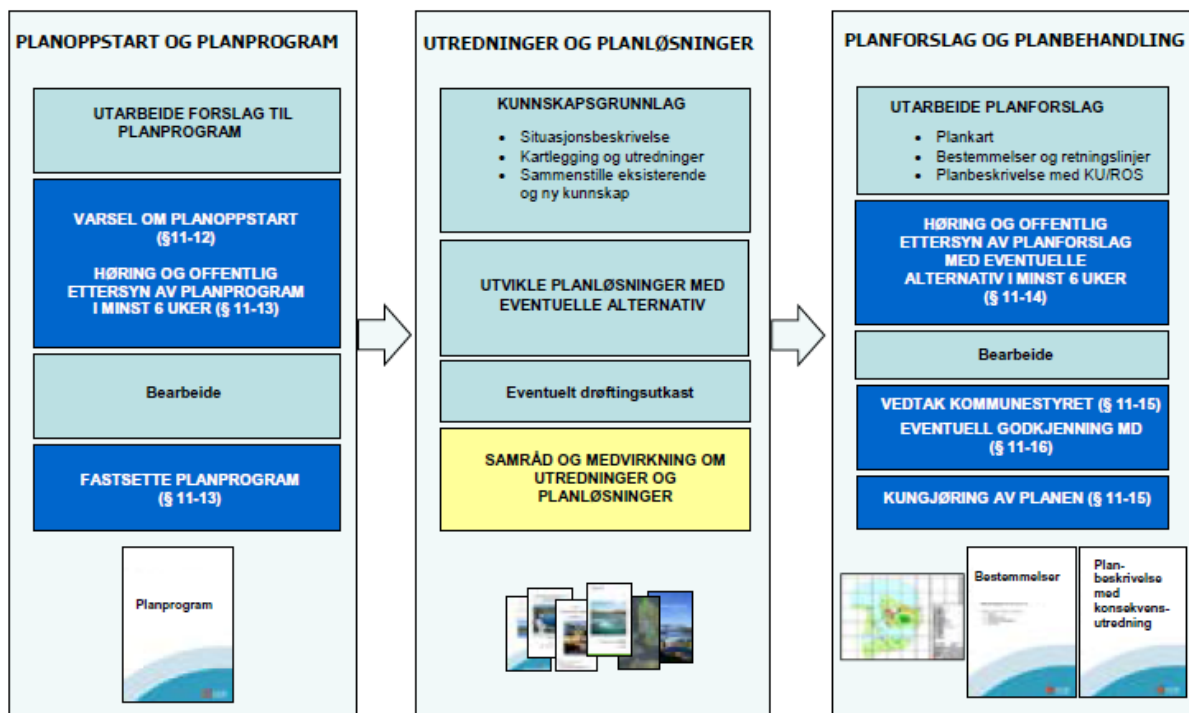 PLANOPPSTART OG PLANPROGRAM
UTARBEIDE FORSLAG TIL
PLANPROGRAM
VARSEL OM PLANOPPSTART
(§11-12)
HØRING OG OFFENTLIG
ETTERSYN AV PLANPROGRAM
I MINST 6 UKER (§ 11-13)
Bearbeide
FASTSETTE PLANPROGRAM
(§ 11-13)
Planprogram
UTREDNINGER OG PLANLØSNINGER
KUNNSKAPSGRUNNLAG
• Situasjonsbeskrivelse
• Kartlegging og utredninger
• Sammenstille eksisterende
og ny kunnskap
UTVIKLE PLANLØSNINGER MED
EVENTUELLE ALTERNATIV
Eventuelt drøftingsutkast
SAMRÅD OG MEDVIRKNING OM
UTREDNINGER OG
PLANLØSNINGER
PLANFORSLAG OG PLANBEHANDLING
UTARBEIDE PLANFORSLAG
• Plankart
• Bestemmelser og retningslinjer
• Planbeskrivelse med KU/ROS
HØRING OG OFFENTLIG
ETTERSYN AV PLANFORSLAG
MED EVENTUELLE
ALTERNATIV I MINST 6 UKER
(§ 11-14)
Bearbeide
VEDTAK KOMMUNESTYRET (§ 11-15)
EVENTUELL GODKJENNING MD
(§ 11-16)
KUNGJØRING AV PLANEN (§ 11-15)
Bestemmelser
Plan-
beskrivelse
med
konsekvens-
utredning